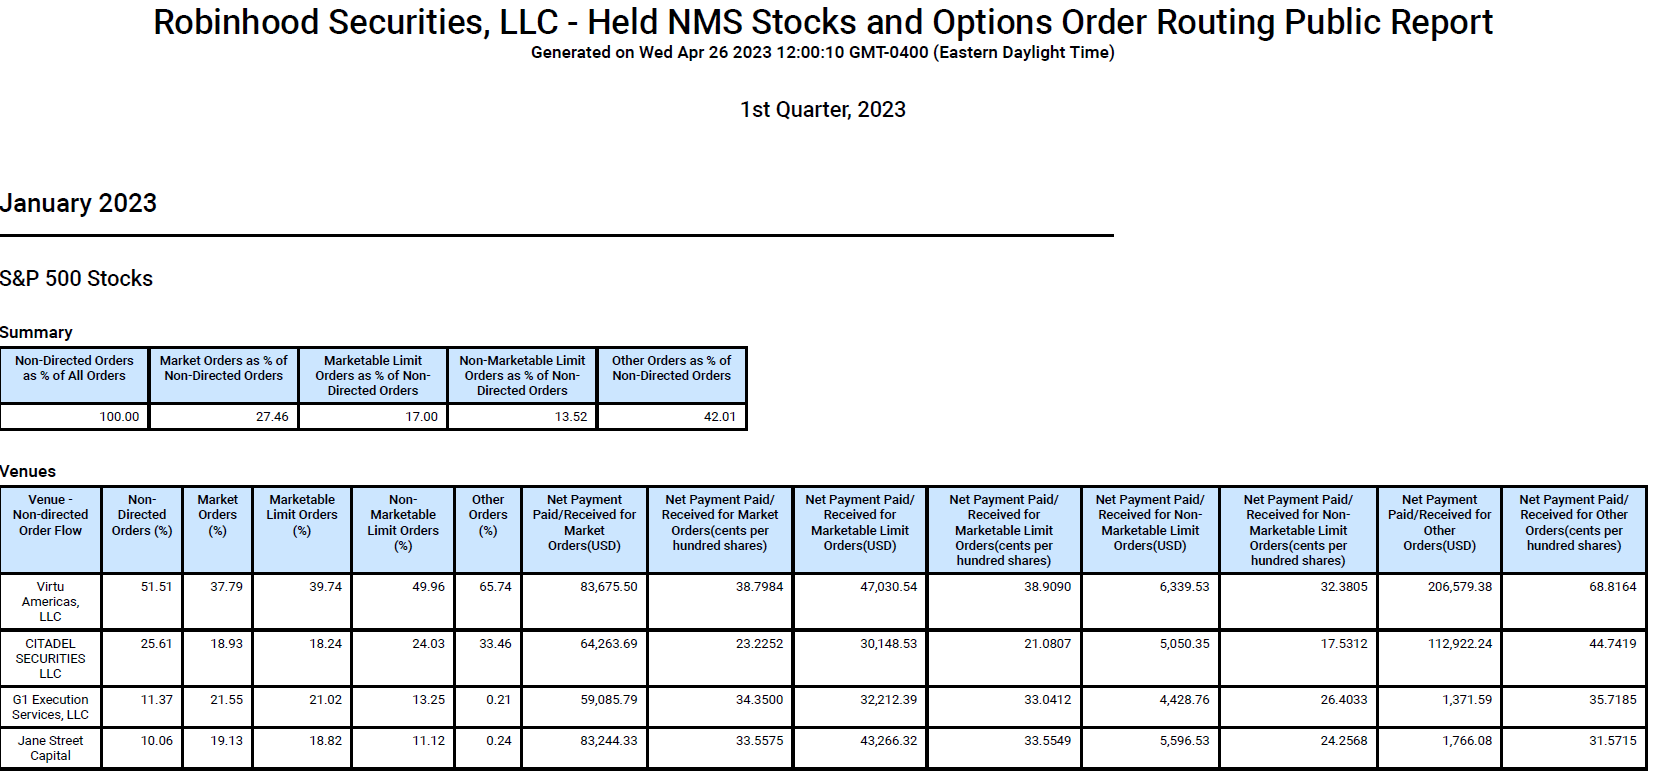 Robinhood Securities, LLC - Held NMS Stocks and Options Order Routing Public Report
Generated on Wed Apr 26 2023 12:00:10 GMT-0400 (Eastern Daylight Time)
1st Quarter, 2023
January 2023
S&P 500 Stocks
Summary
Non-Directed Orders as % of All Orders | Market Orders as % of Non-Directed Orders | Marketable Limit Orders as % of Non-Directed Orders | Non-Marketable Limit Orders as % of Non-Directed Orders | Other Orders as % of Non-Directed Orders
100.00 | 27.46 | 17.00 | 13.52 | 42.01
Venues
Venue - Non-directed Order Flow | Non-Directed Orders (%) | Market Orders (%) | Marketable Limit Orders (%) | Non-Marketable Limit Orders (%) | Other Orders (%) | Net Payment Paid/Received for Market Orders(USD) | Net Payment Paid/Received for Market Orders(cents per hundred shares) | Net Payment Paid/Received for Marketable Limit Orders(USD) | Net Payment Paid/Received for Marketable Limit Orders(cents per hundred shares) | Net Payment Paid/Received for Non-Marketable Limit Orders(USD) | Net Payment Paid/Received for Non-Marketable Limit Orders(cents per hundred shares) | Net Payment Paid/Received for Other Orders(USD) | Net Payment Paid/Received for Other Orders(cents per hundred shares)
Virtu Americas, LLC | 51.51 | 37.79 | 39.74 | 49.96 | 65.74 | 83,675.50 | 38.7984 | 47,030.54 | 38.9090 | 6,339.53 | 32.3805 | 206,579.38 | 68.8164
CITADEL SECURITIES LLC | 25.61 | 18.93 | 18.24 | 24.03 | 33.46 | 64,263.69 | 23.2252 | 30,148.53 | 21.0807 | 5,050.35 | 17.5312 | 112,922.24 | 44.7419
G1 Execution Services, LLC | 11.37 | 21.55 | 21.02 | 13.25 | 0.21 | 59,085.79 | 34.3500 | 32,212.39 | 33.0412 | 4,428.76 | 26.4033 | 1,371.59 | 35.7185
Jane Street Capital | 10.06 | 19.13 | 18.82 | 11.12 | 0.24 | 83,244.33 | 33.5575 | 43,266.32 | 33.5549 | 5,596.53 | 24.2568 | 1,766.08 | 31.5715